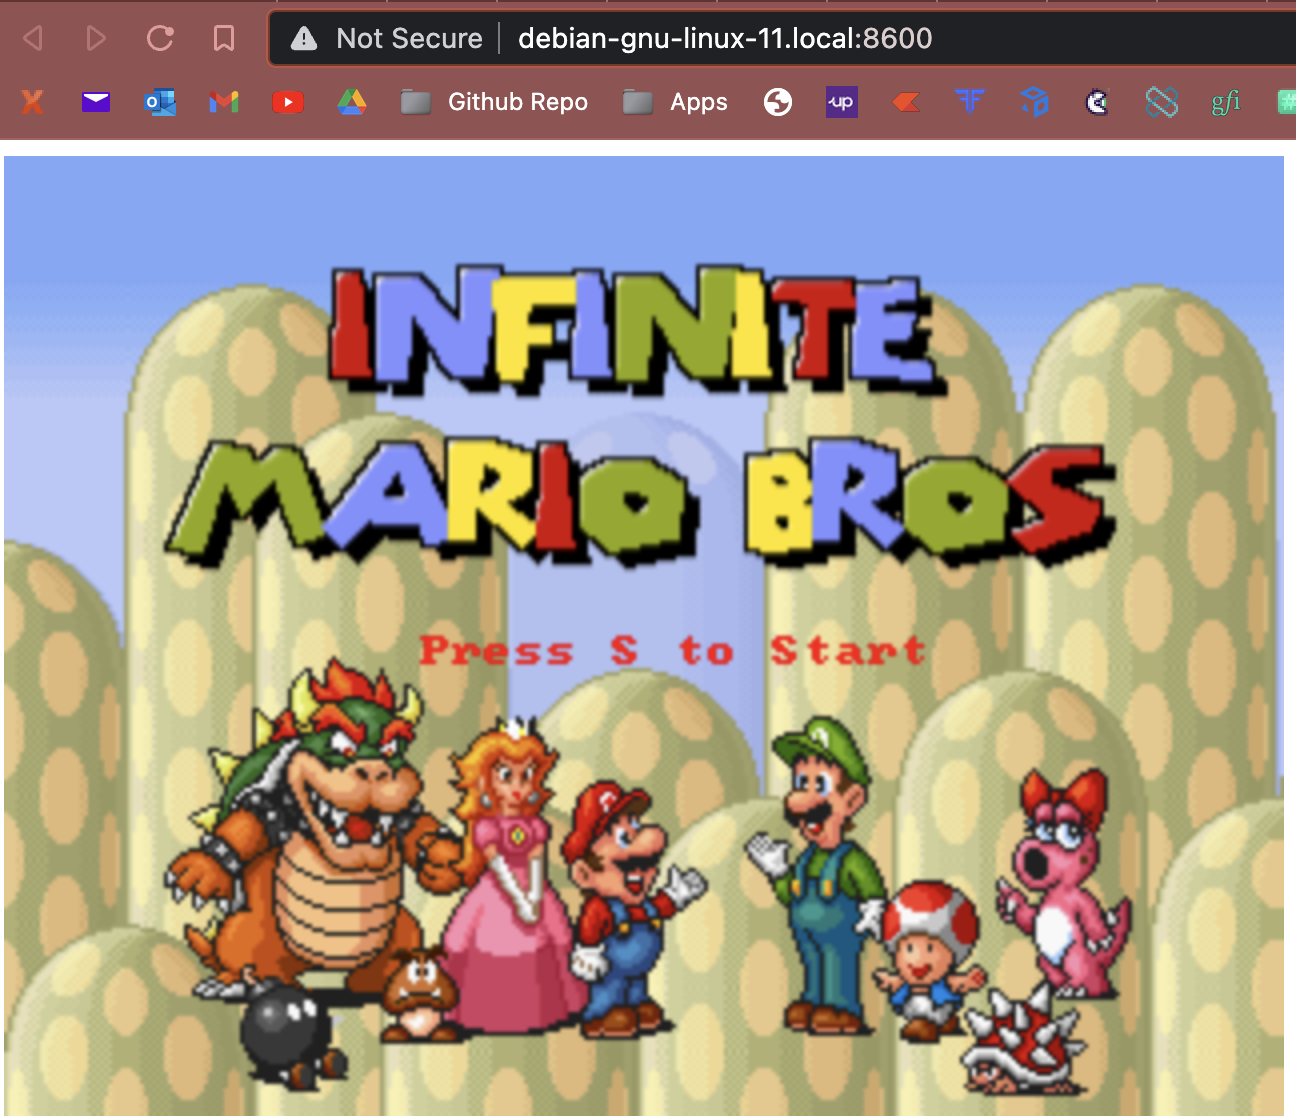 Not Secure debian-gnu-linux-11.local:8600
Github Repo Apps up gfi #
INFINITE
MARIO BROS
Press S to Start